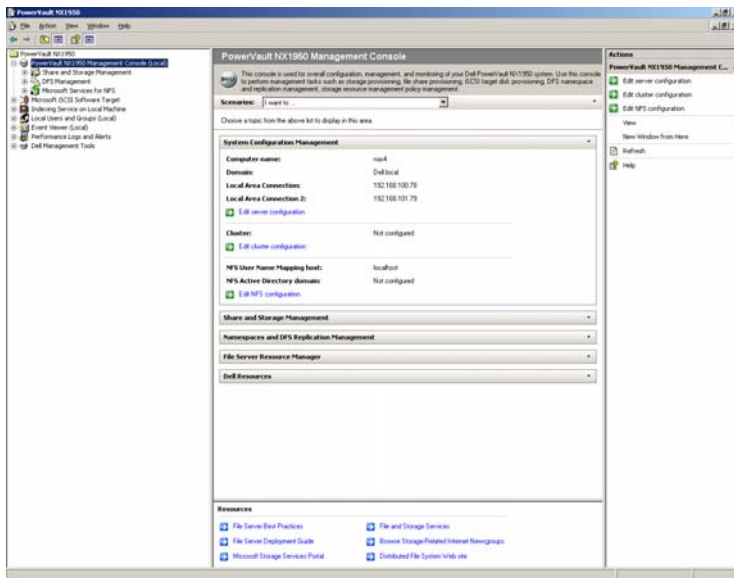 PowerVault NX1950
File Action View Window Help
PowerVault NX1950
PowerVault NX1950 Management Console (Local)
Share and Storage Management
DFS Management
Microsoft Services for NFS
Microsoft iSCSI Software Target
Indexing Service on Local Machine
Local Users and Groups (Local)
Event Viewer (Local)
Performance Logs and Alerts
Dell Management Tools
PowerVault NX1950 Management Console
This console is used for overall configuration, management, and monitoring of your Dell PowerVault NX1950 system. Use this console
to perform management tasks such as storage provisioning, file share provisioning, iSCSI target disk provisioning, DFS namespace
and replication management, storage resource management policy management.
Scenarios: I want to ...
Choose a topic from the above list to display in this area.
System Configuration Management
Computer name: nas4
Domain: Dell.local
Local Area Connection: 192.168.100.79
Local Area Connection 2: 192.168.101.79
Edit server configuration
Cluster: Not configured
Edit cluster configuration
NFS User Name Mapping host: localhost
NFS Active Directory domain: Not configured
Edit NFS configuration
Share and Storage Management
Namespaces and DFS Replication Management
File Server Resource Manager
Dell Resources
Resources
File Server Best Practices
File and Storage Services
File Server Deployment Guide
Browse Storage-Related Internet Newsgroups
Microsoft Storage Services Portal
Distributed File System Web site
Actions
PowerVault NX1950 Management C...
Edit server configuration
Edit cluster configuration
Edit NFS configuration
View
New Window from Here
Refresh
Help